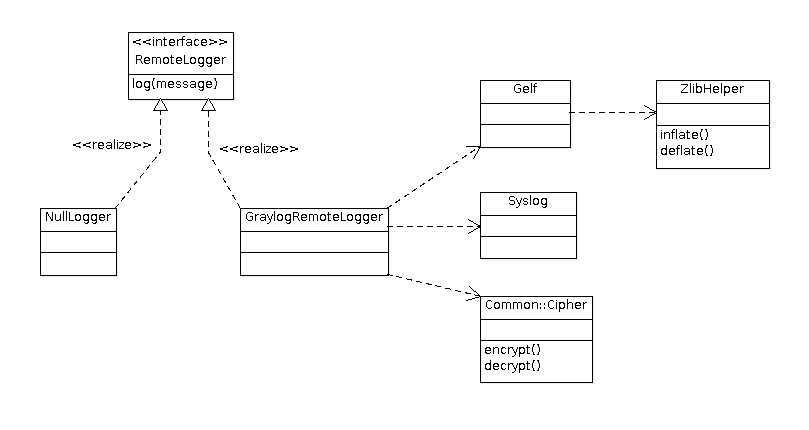 <<interface>>
RemoteLogger
log(message)
<<realize>>
<<realize>>
NullLogger
GraylogRemoteLogger
Gelf
ZlibHelper
inflate()
deflate()
Syslog
Common::Cipher
encrypt()
decrypt()